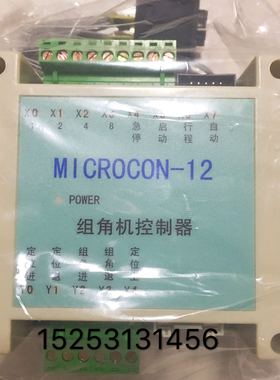 X0 X1 X2 X3 X4 X5 X6 X7
1 2 4 8 急停 启动 行程 自动
MICROCON-12
POWER
组角机控制器
定位进 定位退 组角进 组角退 定位
Y0 Y1 Y2 Y3 Y4
15253131456